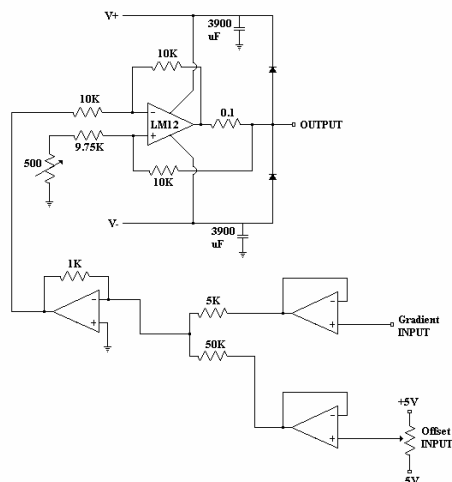 V+
3900
uF
10K
10K
−
LM12
+
0.1
OUTPUT
9.75K
500
10K
V-
3900
uF
1K
−
+
5K
50K
−
+
Gradient
INPUT
−
+
+5V
Offset
INPUT
-5V